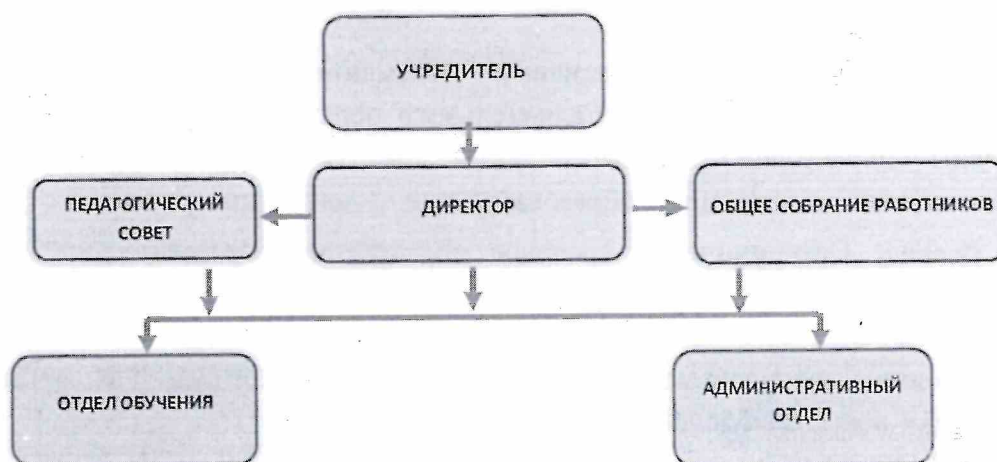 УЧРЕДИТЕЛЬ
ПЕДАГОГИЧЕСКИЙ
СОВЕТ
ДИРЕКТОР
ОБЩЕЕ СОБРАНИЕ РАБОТНИКОВ
ОТДЕЛ ОБУЧЕНИЯ
АДМИНИСТРАТИВНЫЙ
ОТДЕЛ